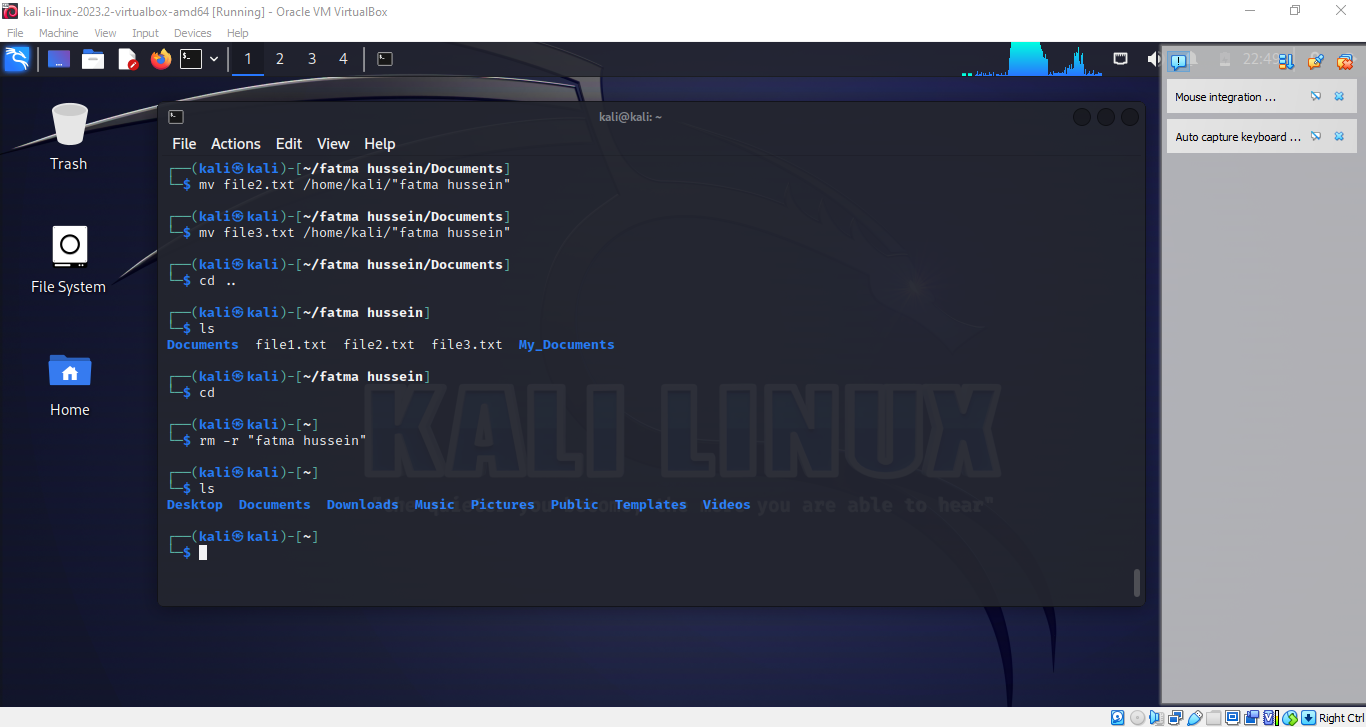 kali-linux-2023.2-virtualbox-amd64 [Running] - Oracle VM VirtualBox
File Machine View Input Devices Help
1 2 3 4
22:49
Mouse integration ...
Auto capture keyboard ...
Trash
File System
Home
kali@kali: ~
File Actions Edit View Help
┌──(kali㉿kali)-[~/fatma hussein/Documents]
└─$ mv file2.txt /home/kali/"fatma hussein"
┌──(kali㉿kali)-[~/fatma hussein/Documents]
└─$ mv file3.txt /home/kali/"fatma hussein"
┌──(kali㉿kali)-[~/fatma hussein/Documents]
└─$ cd ..
┌──(kali㉿kali)-[~/fatma hussein]
└─$ ls
Documents file1.txt file2.txt file3.txt My_Documents
┌──(kali㉿kali)-[~/fatma hussein]
└─$ cd
┌──(kali㉿kali)-[~]
└─$ rm -r "fatma hussein"
┌──(kali㉿kali)-[~]
└─$ ls
Desktop Documents Downloads Music Pictures Public Templates Videos
┌──(kali㉿kali)-[~]
└─$
KALI LINUX
you are able to hear"
Right Ctrl